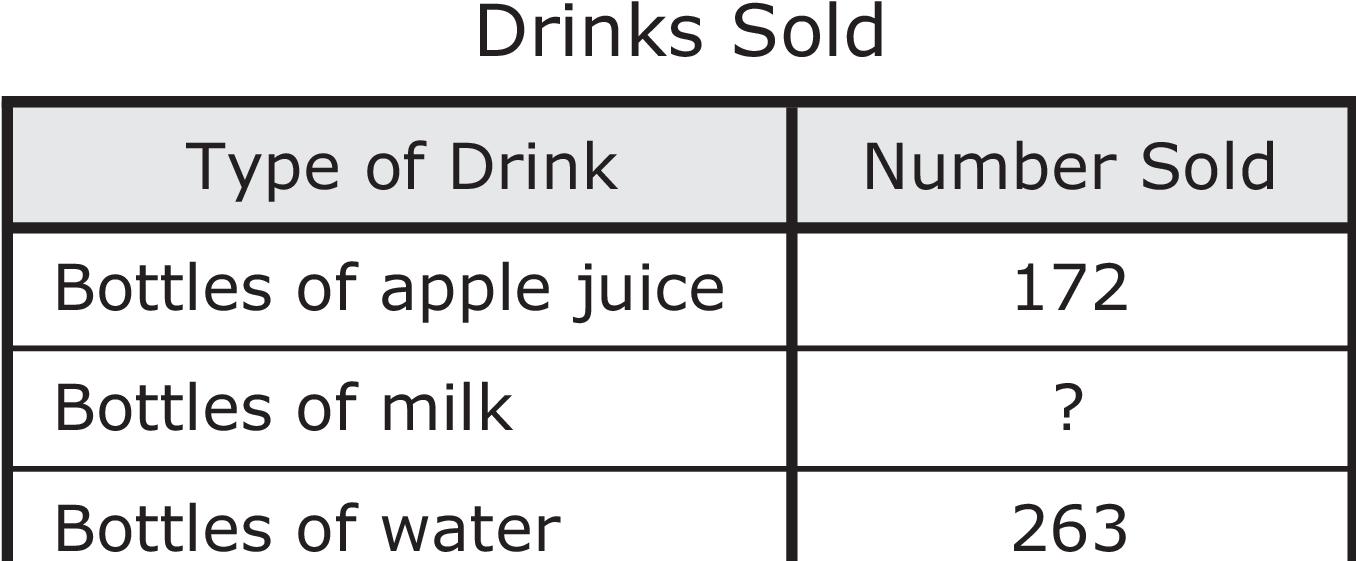 Drinks Sold
Type of Drink Number Sold
Bottles of apple juice 172
Bottles of milk ?
Bottles of water 263